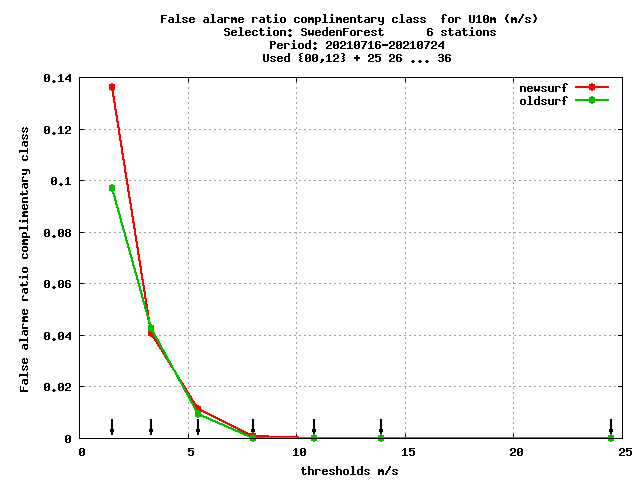 False alarme ratio complimentary class  for U10m (m/s)
Selection: SwedenForest      6 stations
Period: 20210716-20210724
Used {00,12} + 25 26 ... 36
newsurf
oldsurf
False alarme ratio complimentary class
0.14
0.12
0.1
0.08
0.06
0.04
0.02
0
0 5 10 15 20 25
thresholds m/s